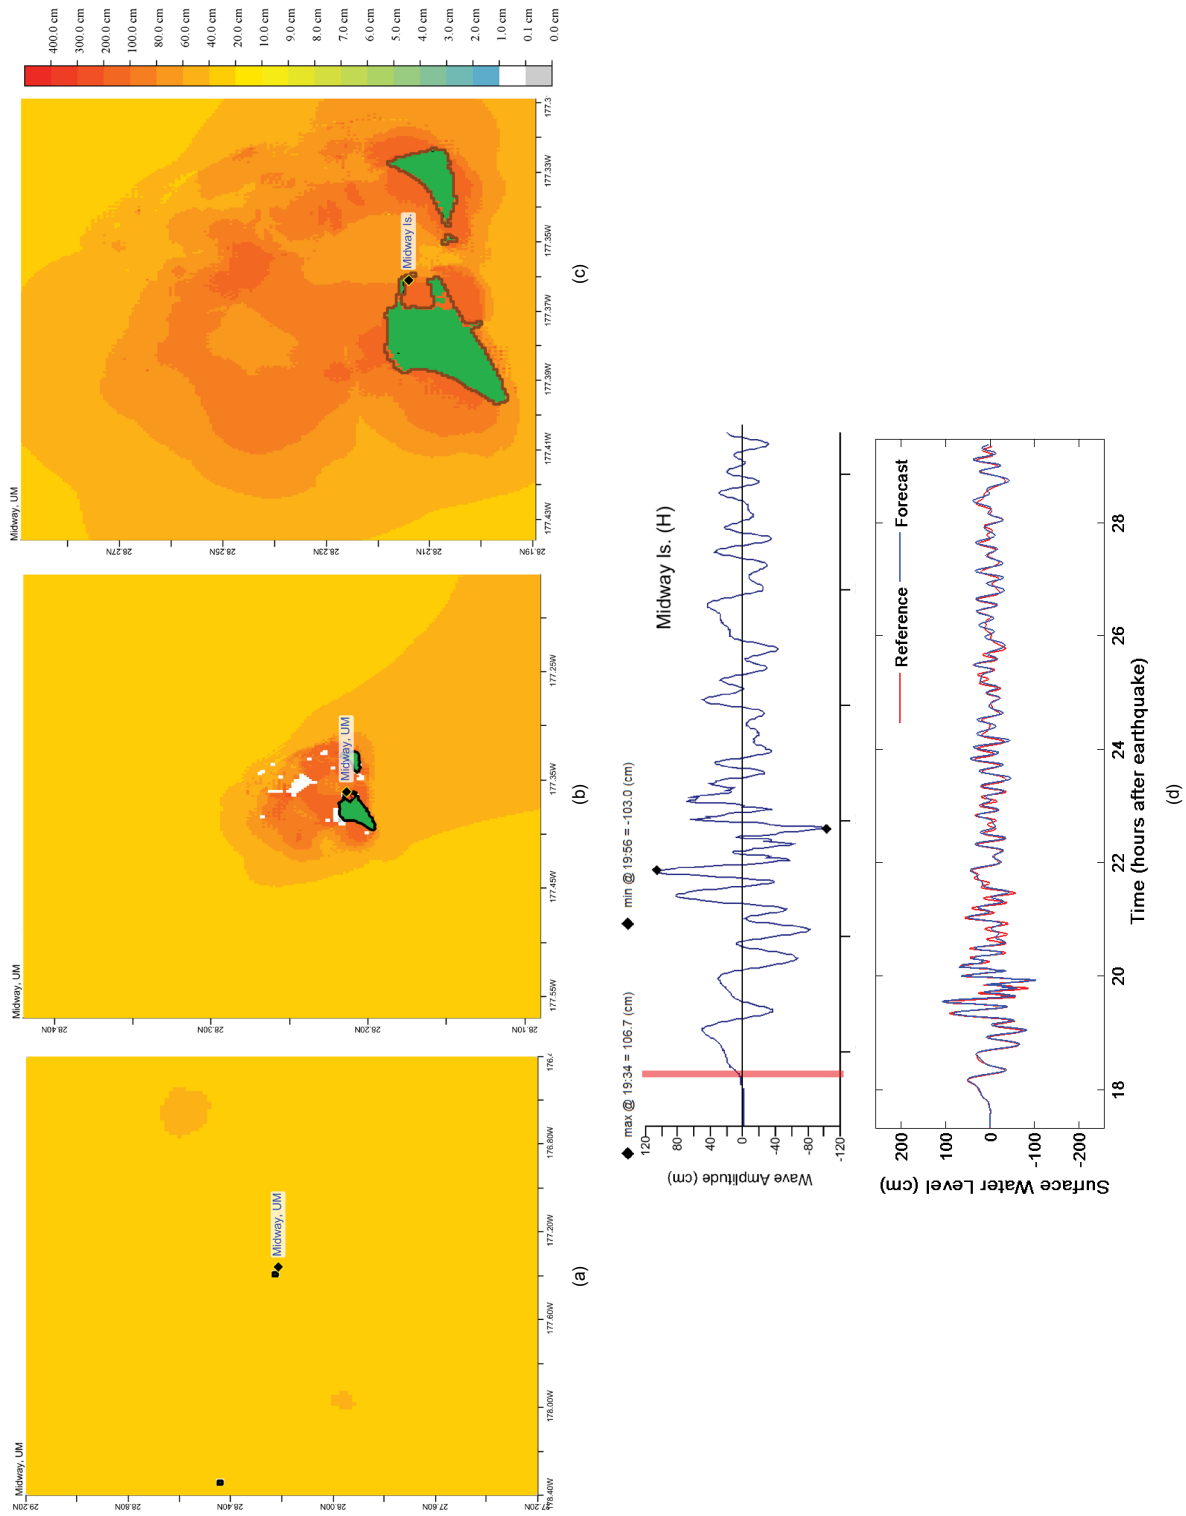 Midway, UM
29.20N
28.80N
28.40N
28.00N
27.60N
27.20N
178.40W
178.00W
177.60W
177.20W
176.80W
Midway, UM
(a)
Midway, UM
28.40N
28.30N
28.20N
28.10N
177.55W
177.45W
177.35W
177.25W
Midway, UM
(b)
Midway, UM
28.27N
28.25N
28.23N
28.21N
28.19N
177.43W
177.41W
177.39W
177.37W
177.35W
177.33W
177.3
Midway Is.
(c)
400.0 cm
300.0 cm
200.0 cm
100.0 cm
80.0 cm
60.0 cm
40.0 cm
20.0 cm
10.0 cm
9.0 cm
8.0 cm
7.0 cm
6.0 cm
5.0 cm
4.0 cm
3.0 cm
2.0 cm
1.0 cm
0.1 cm
0.0 cm
max @ 19:34 = 106.7 (cm) min @ 19:56 = -103.0 (cm)
Midway Is. (H)
Wave Amplitude (cm)
120
80
40
0
-40
-80
-120
Reference Forecast
Surface Water Level (cm)
200
100
0
-100
-200
18 20 22 24 26 28
Time (hours after earthquake)
(d)